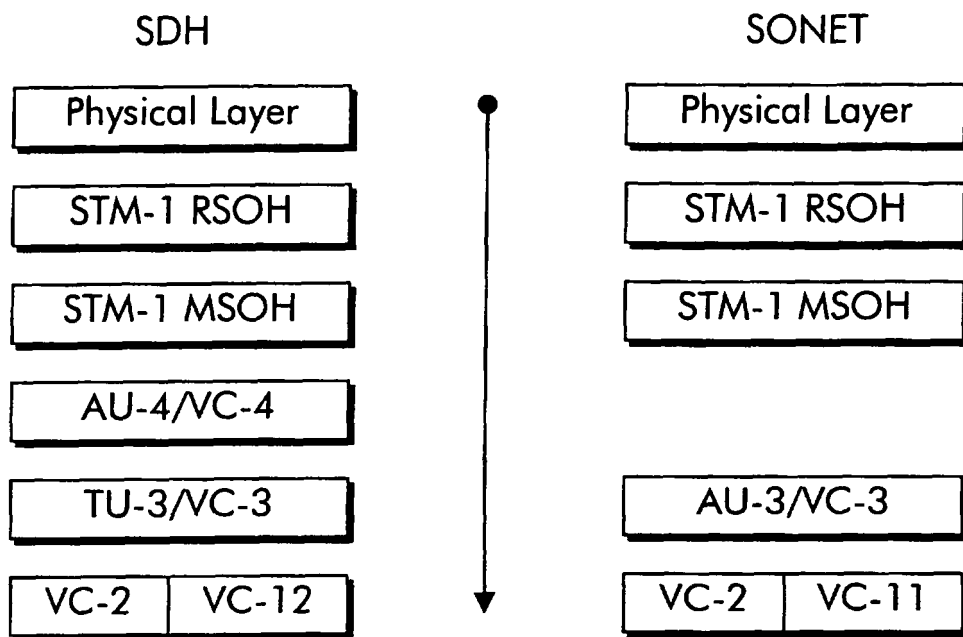 SDH
SONET
Physical Layer
Physical Layer
STM-1 RSOH
STM-1 RSOH
STM-1 MSOH
STM-1 MSOH
AU-4/VC-4
TU-3/VC-3
AU-3/VC-3
VC-2
VC-12
VC-2
VC-11